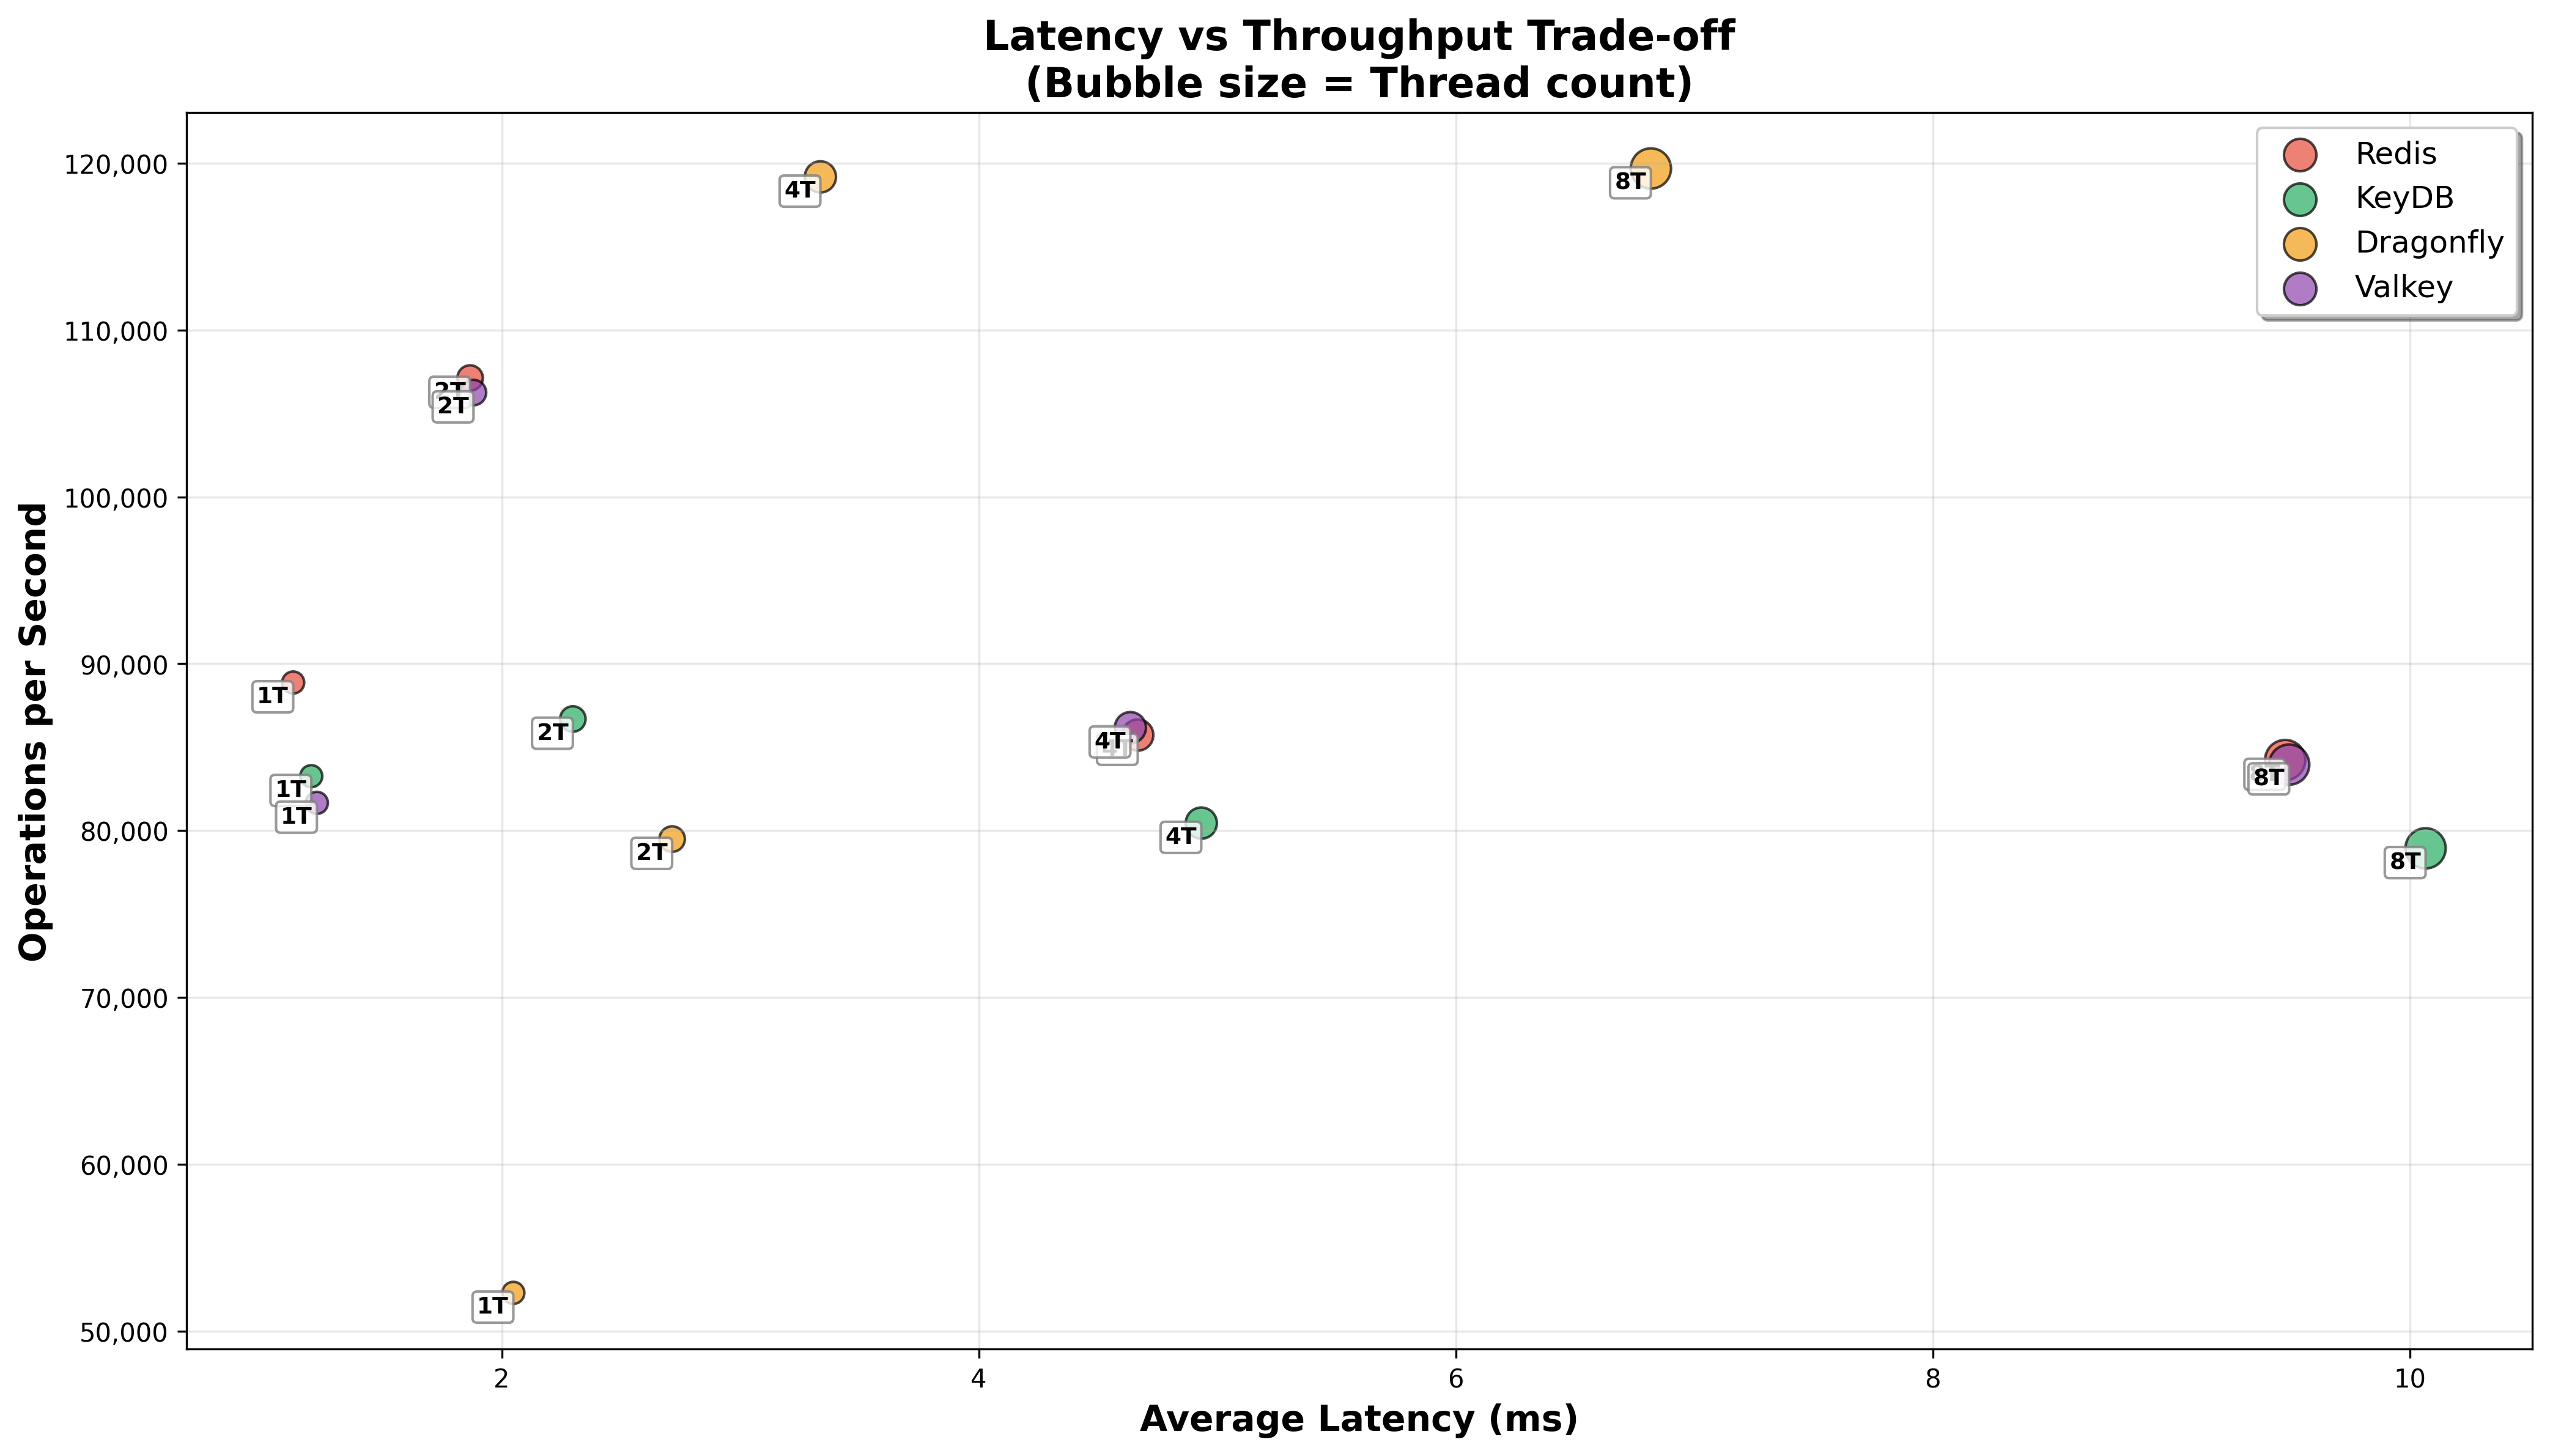 Latency vs Throughput Trade-off
(Bubble size = Thread count)
Redis
KeyDB
Dragonfly
Valkey
Operations per Second
120,000
110,000
100,000
90,000
80,000
70,000
60,000
50,000
4T
8T
2T
2T
1T
2T
1T
1T
2T
4T
4T
8T
8T
1T
2
4
6
8
10
Average Latency (ms)